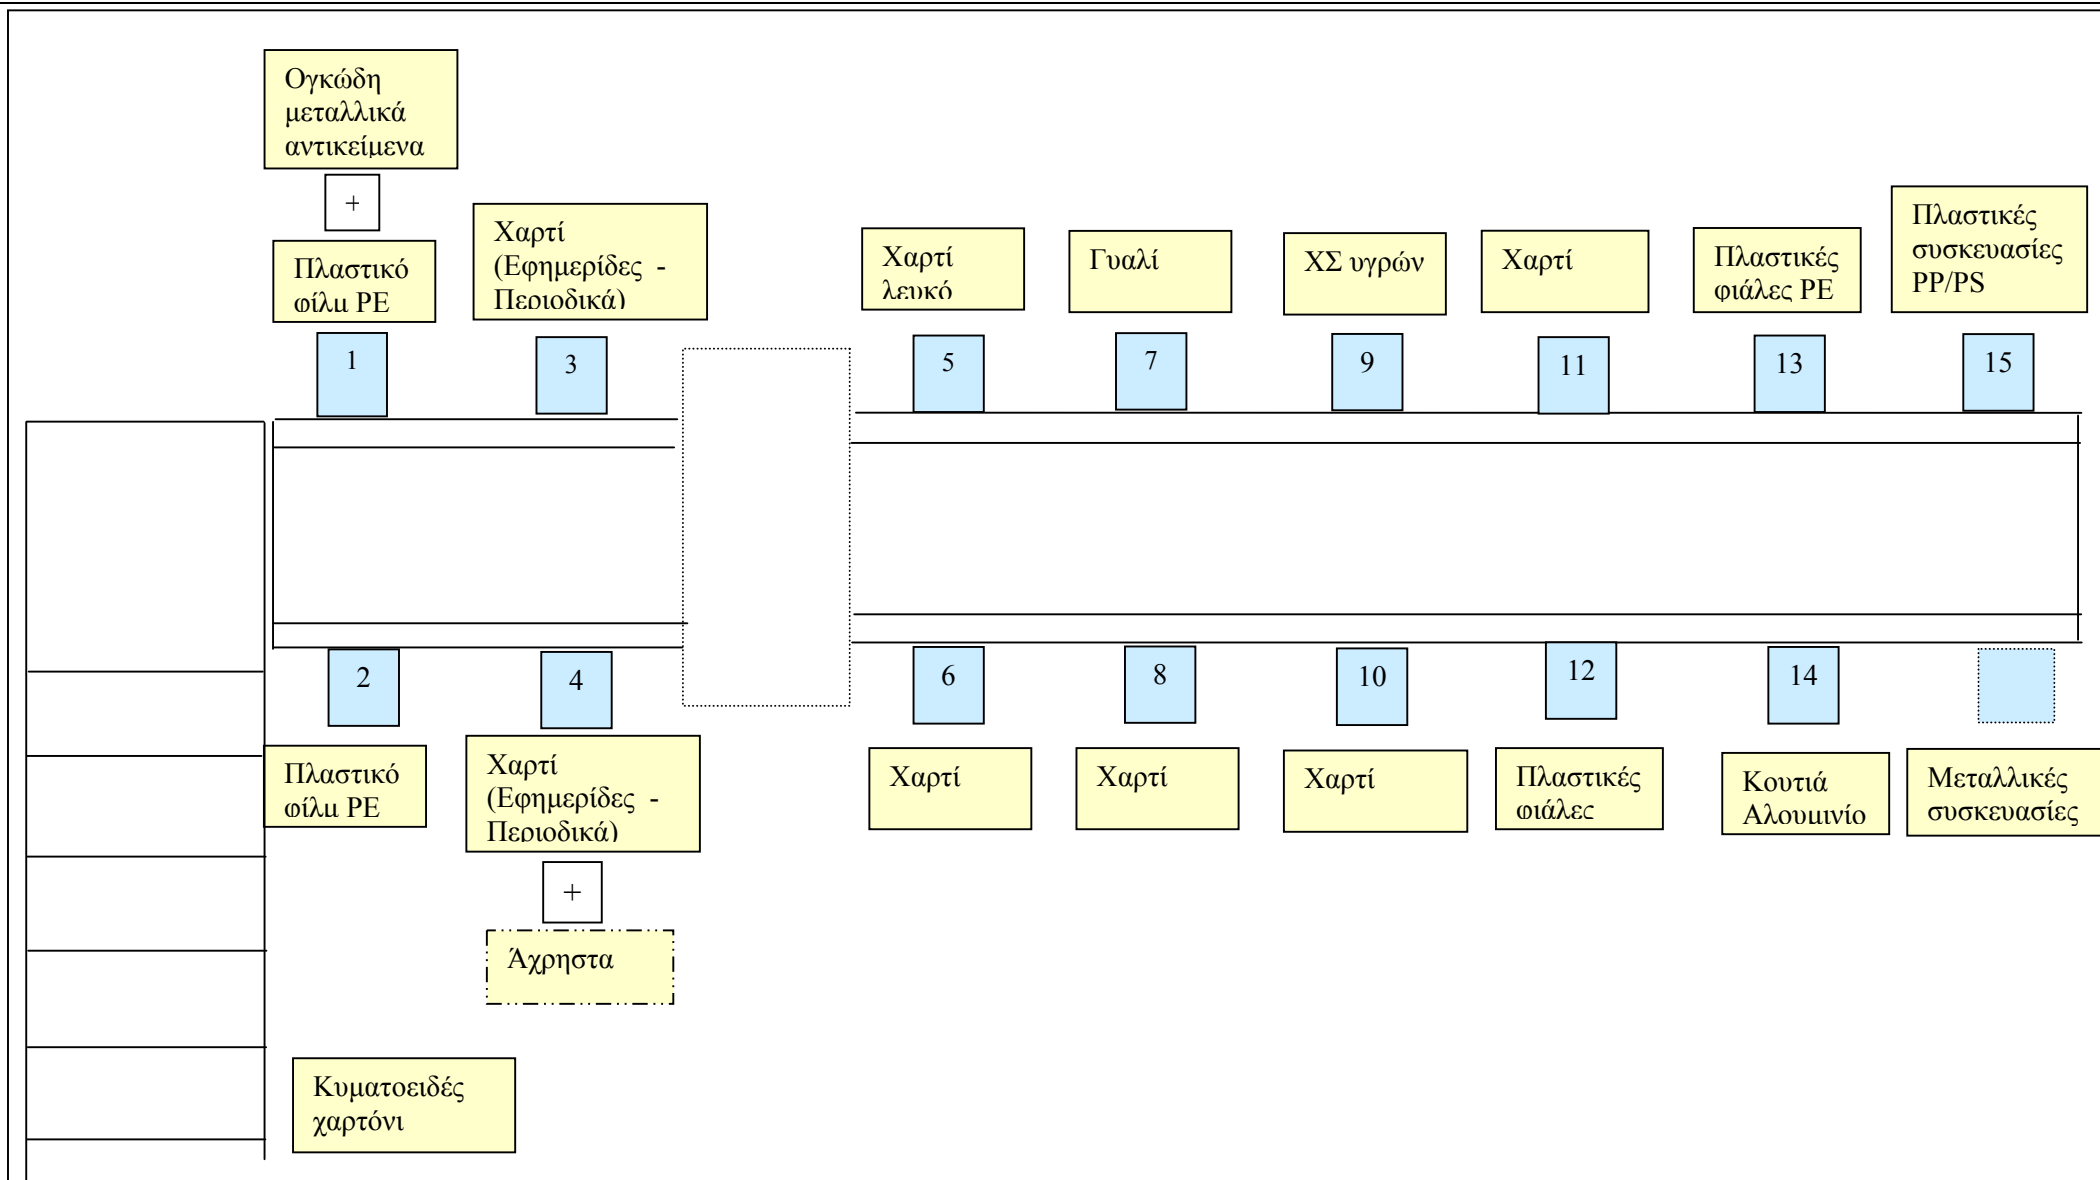 Ογκώδη
μεταλλικά
αντικείμενα
+
Πλαστικό
φίλμ PE
Χαρτί
(Εφημερίδες -
Περιοδικά)
Χαρτί
λευκό
Γυαλί
ΧΣ υγρών
Χαρτί
Πλαστικές
φιάλες PE
Πλαστικές
συσκευασίες
PP/PS
1
3
5
7
9
11
13
15
2
4
6
8
10
12
14
Πλαστικό
φίλμ PE
Χαρτί
(Εφημερίδες -
Περιοδικά)
+
Άχρηστα
Χαρτί
Χαρτί
Χαρτί
Πλαστικές
φιάλες
Κουτιά
Αλουμινίο
Μεταλλικές
συσκευασίες
Κυματοειδές
χαρτόνι